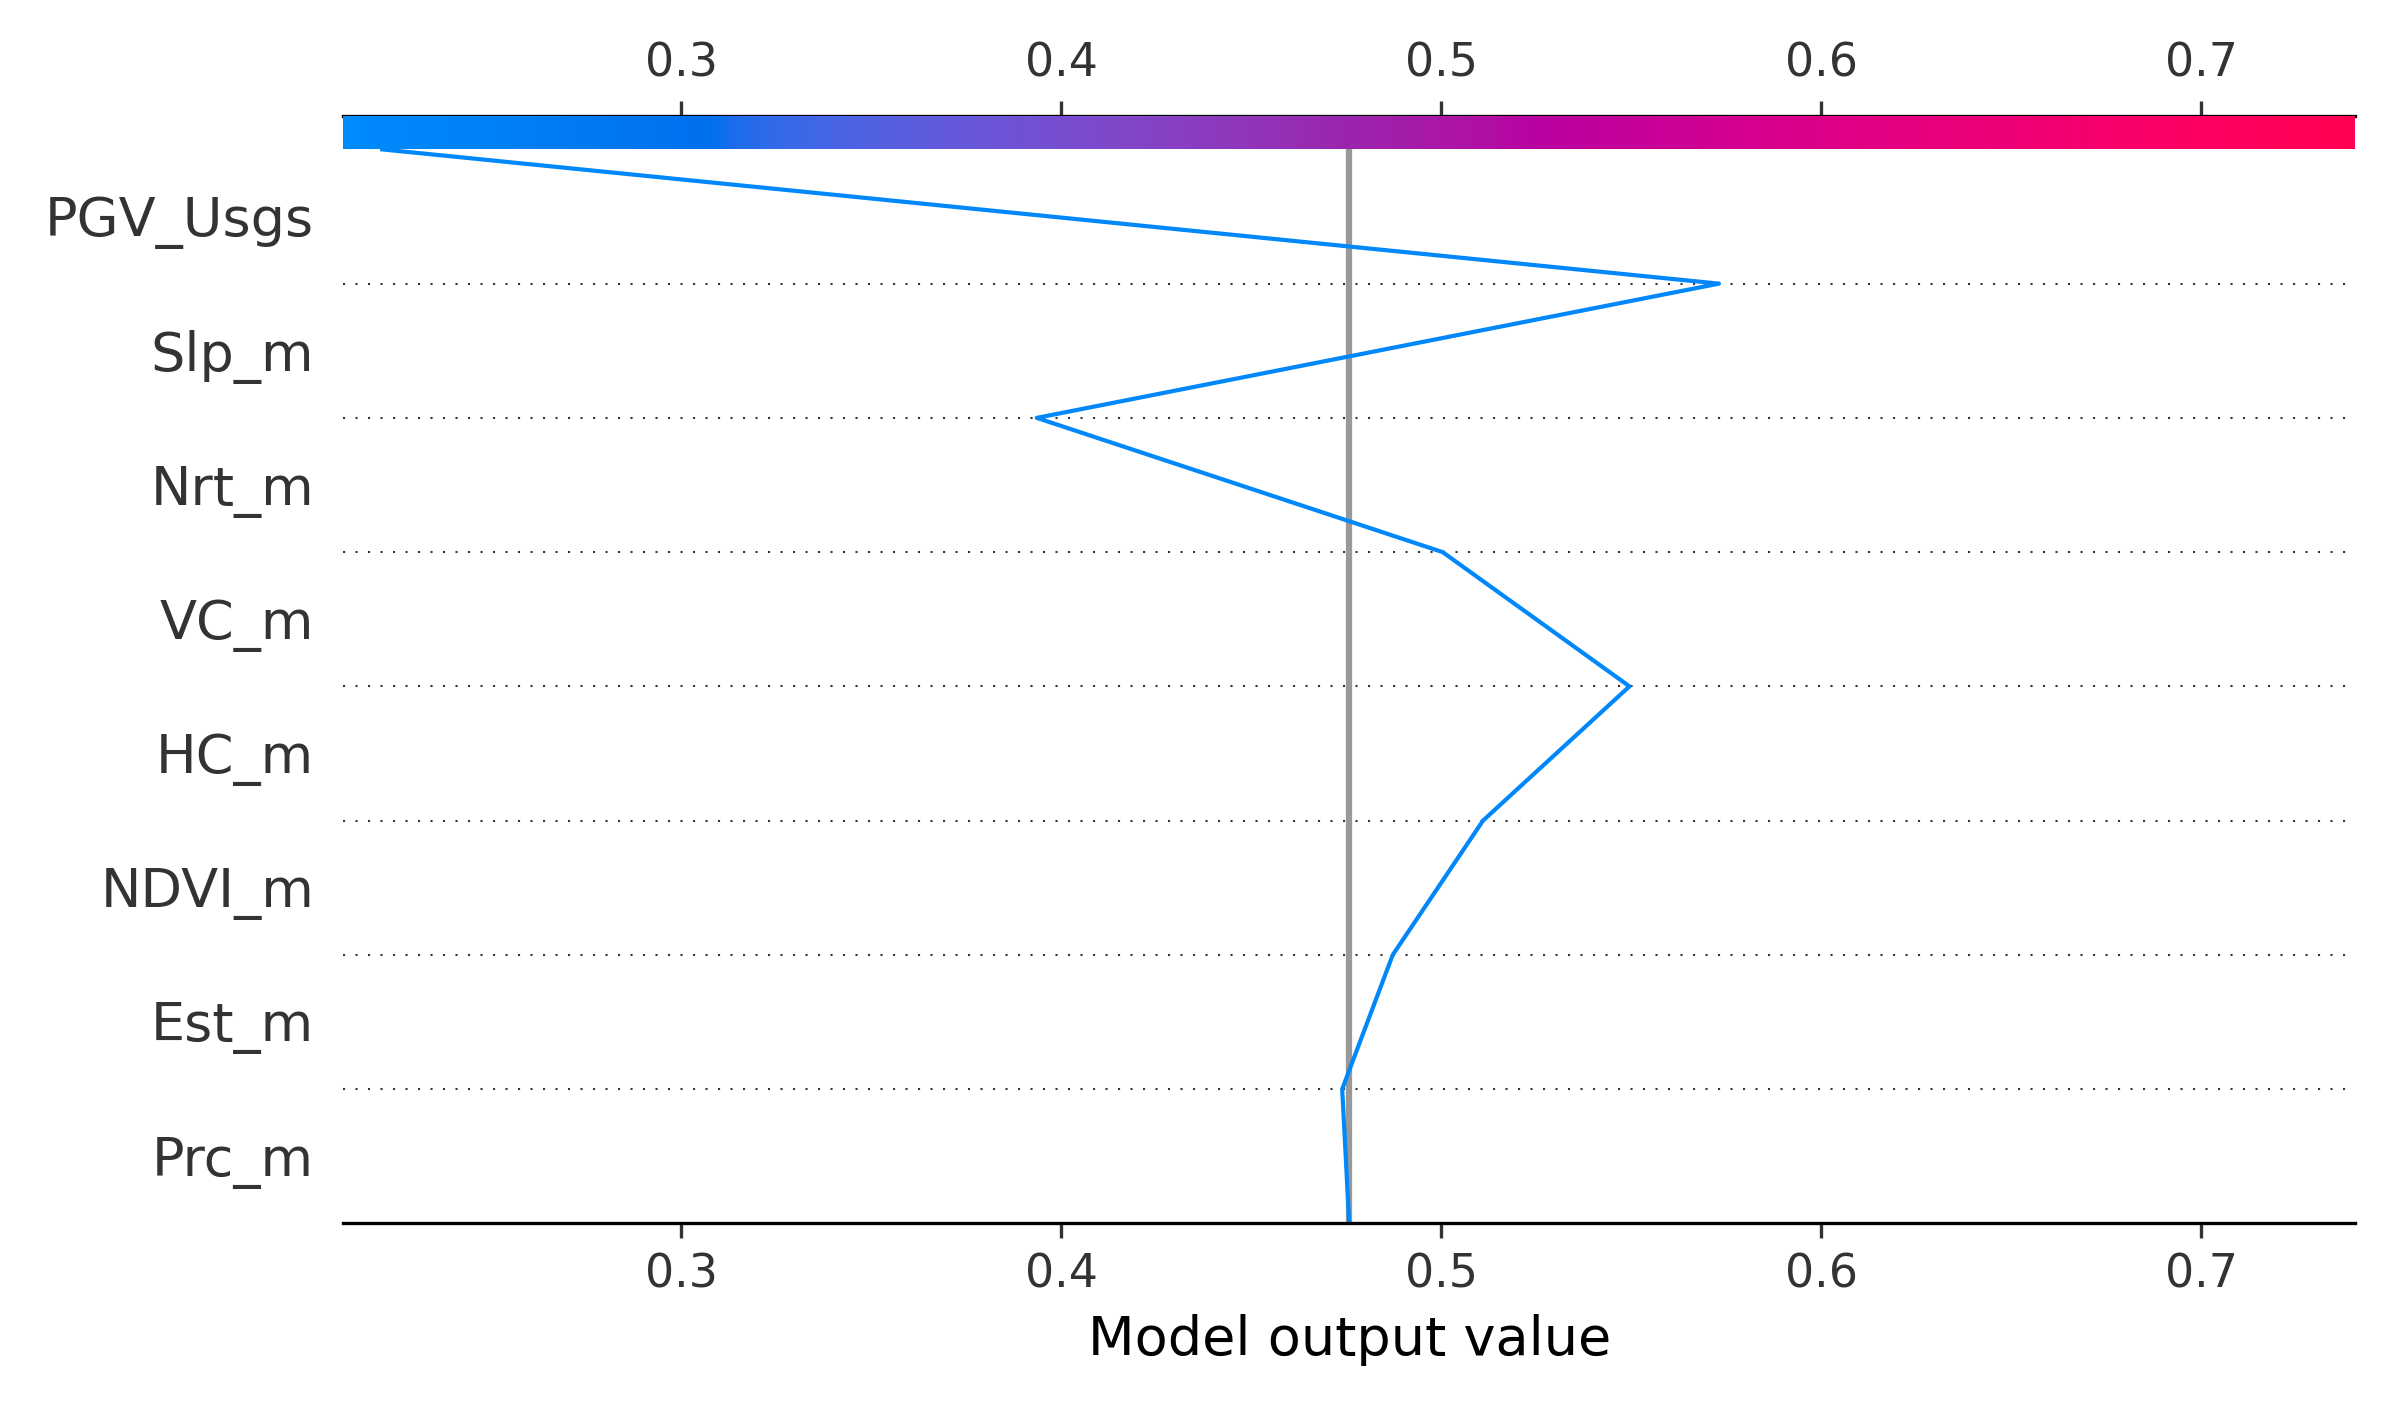 0.3 0.4 0.5 0.6 0.7
PGV_Usgs
Slp_m
Nrt_m
VC_m
HC_m
NDVI_m
Est_m
Prc_m
0.3 0.4 0.5 0.6 0.7
Model output value